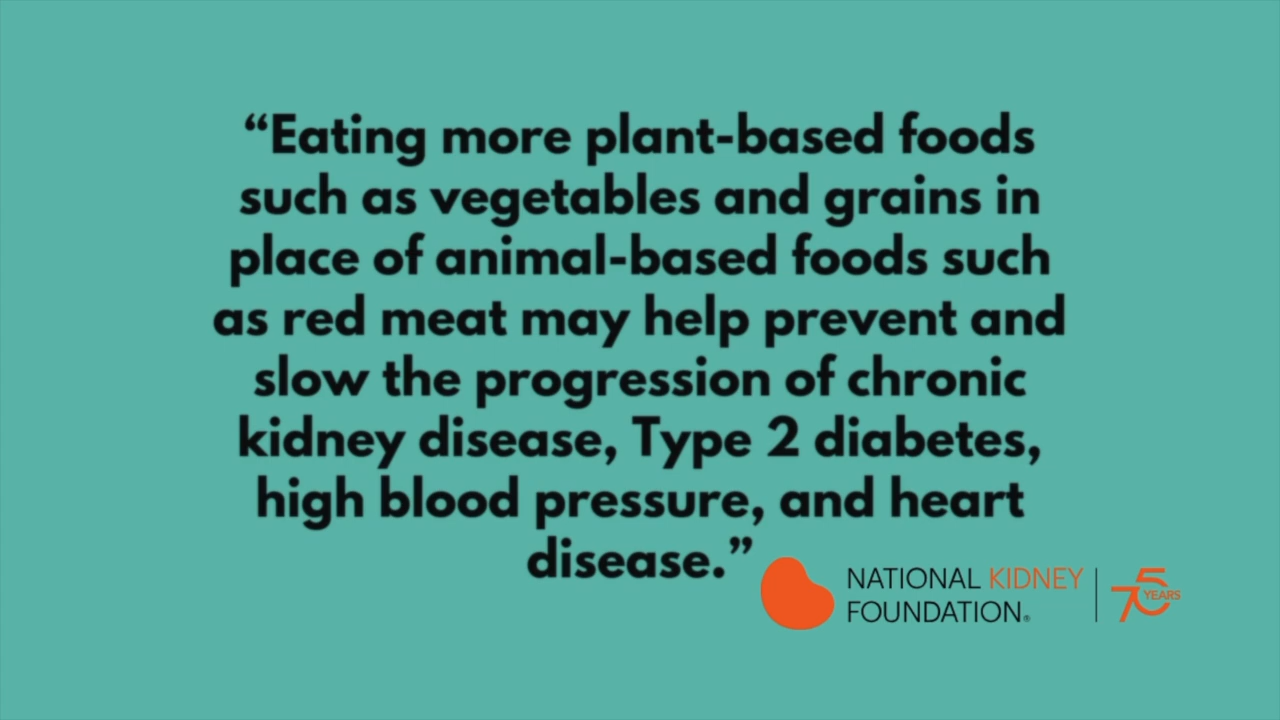 “Eating more plant-based foods
such as vegetables and grains in
place of animal-based foods such
as red meat may help prevent and
slow the progression of chronic
kidney disease, Type 2 diabetes,
high blood pressure, and heart
disease.”
NATIONAL KIDNEY
FOUNDATION®
75
YEARS